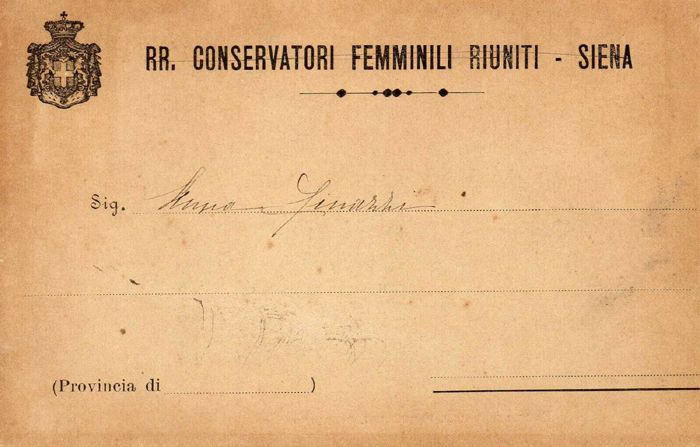 RR. CONSERVATORI FEMMINILI RIUNITI - SIENA
Sig. Anna
(Provincia di )